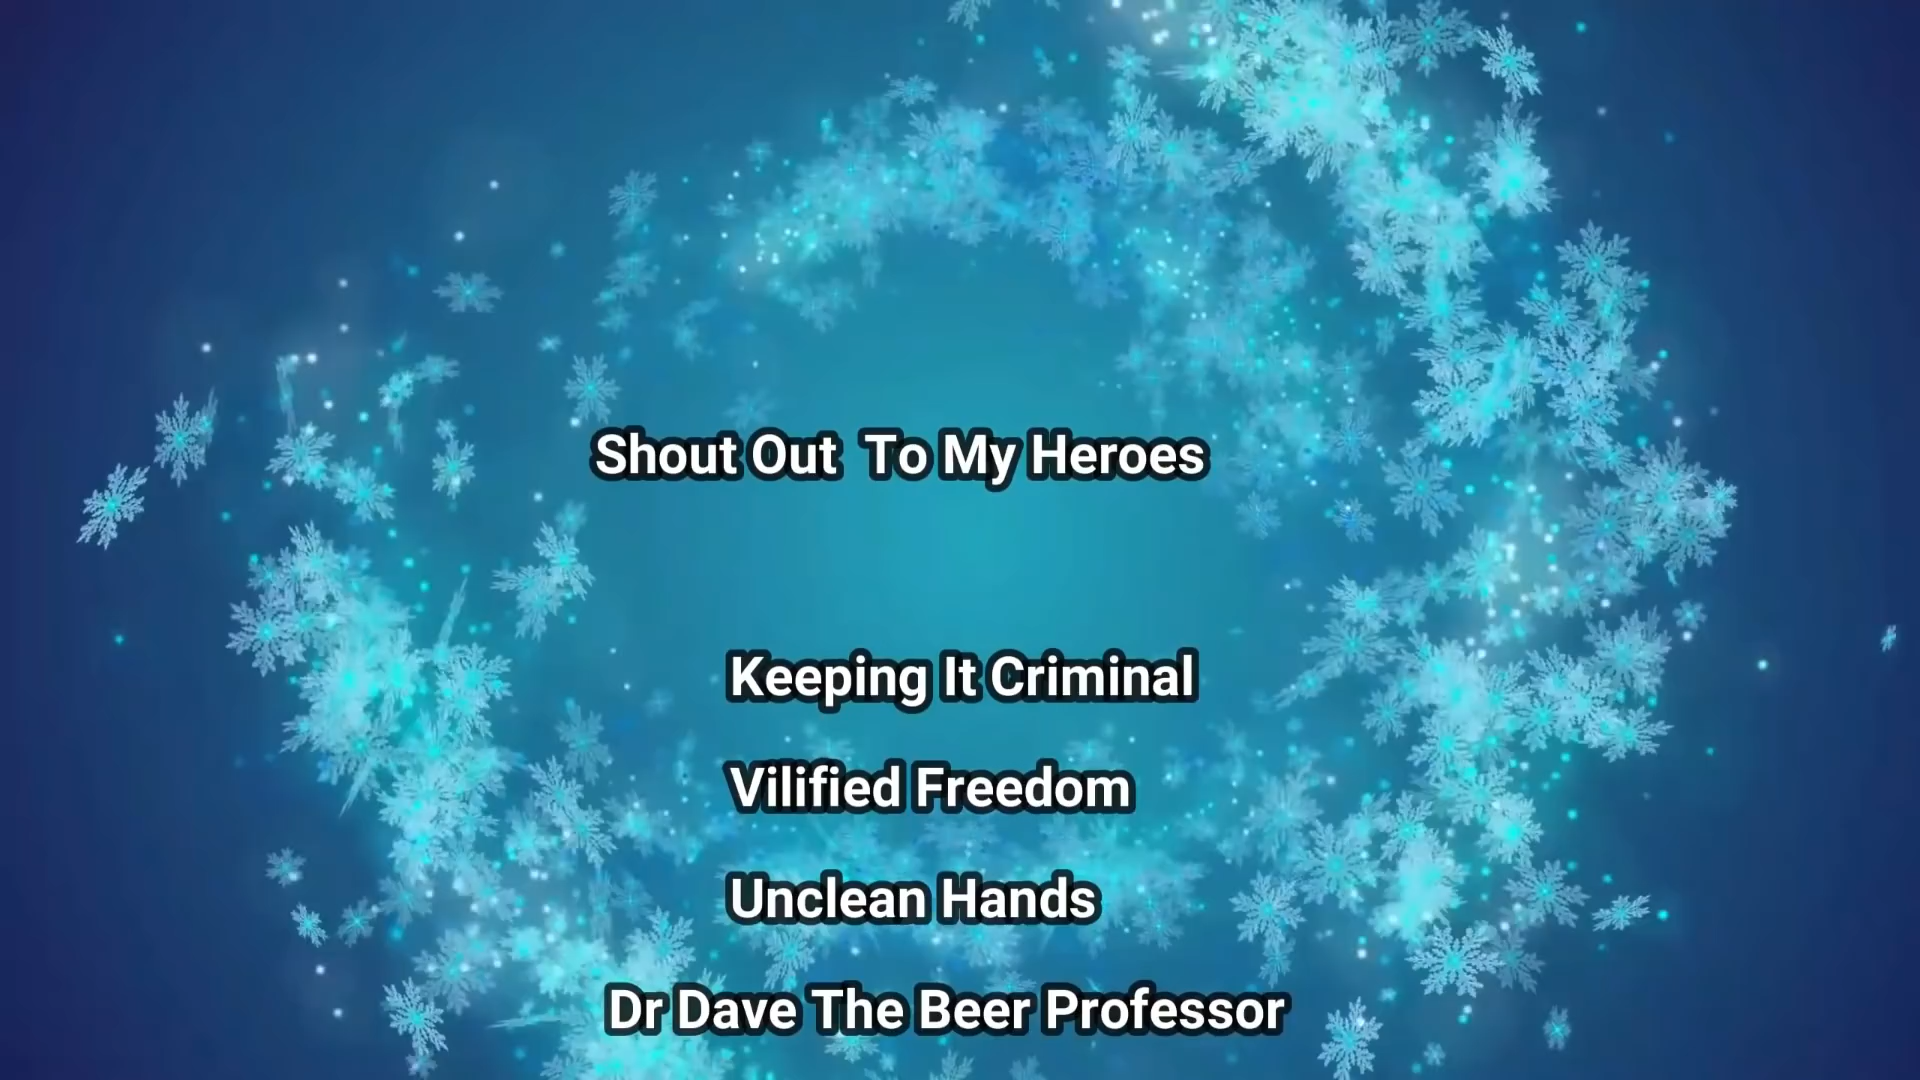 Shout Out  To My Heroes
Keeping It Criminal
Vilified Freedom
Unclean Hands
Dr Dave The Beer Professor